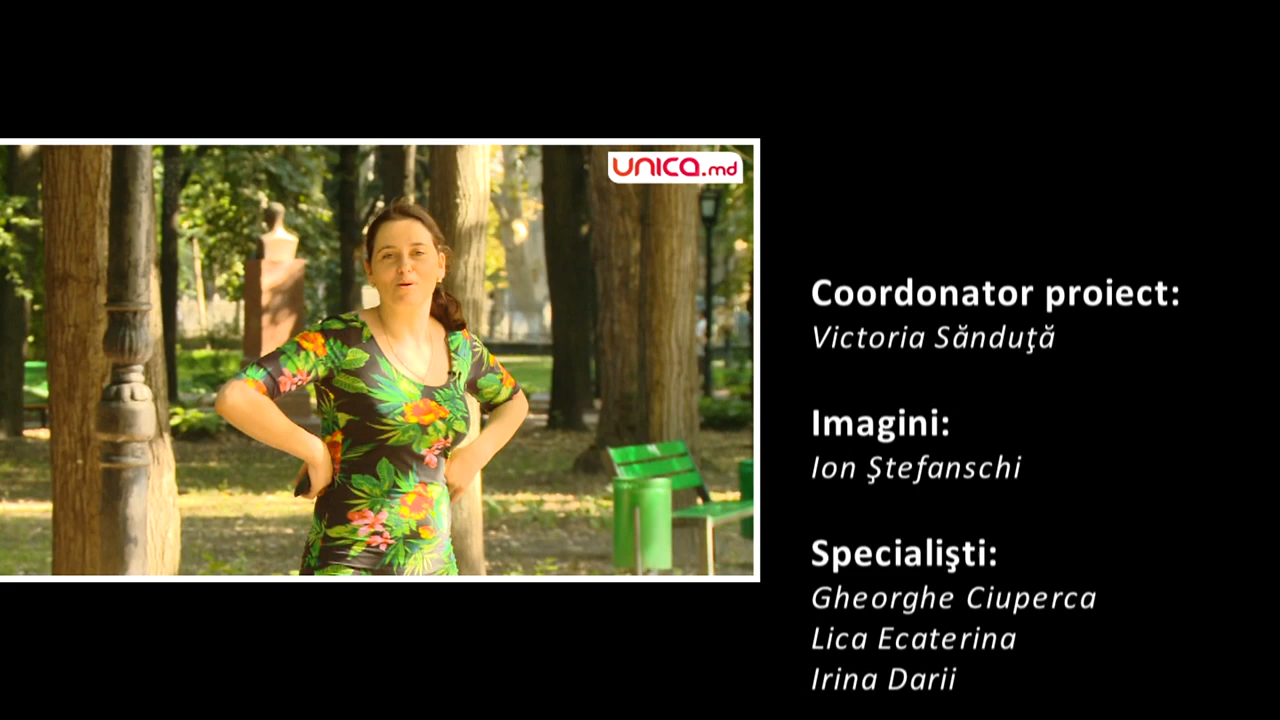 UNICA.md
Coordonator proiect:
Victoria Sănduţă
Imagini:
Ion Ştefanschi
Specialişti:
Gheorghe Ciuperca
Lica Ecaterina
Irina Darii